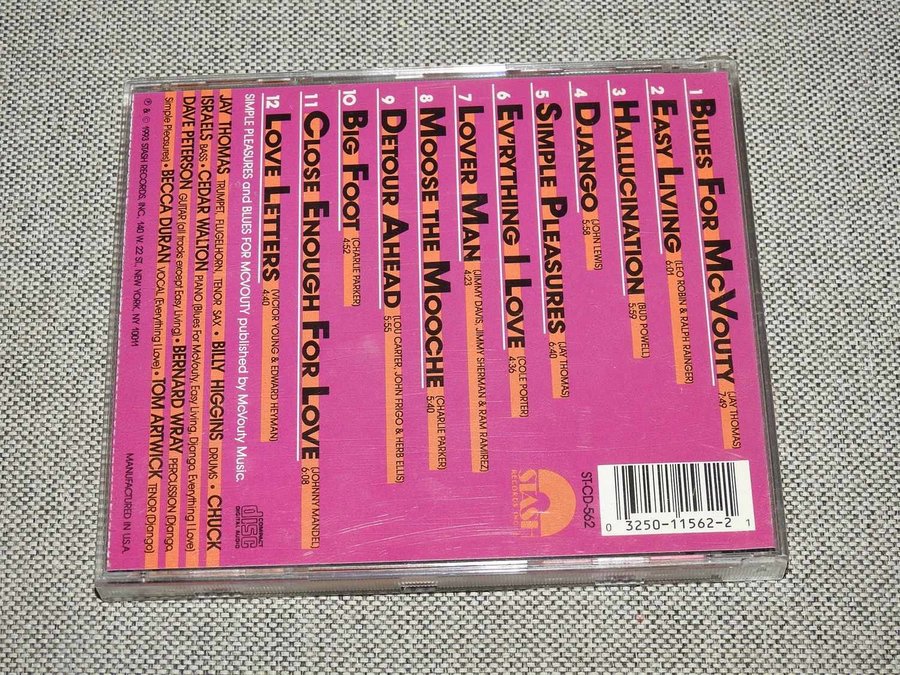 1 BLUES FOR MCVOUTY (JAY THOMAS) 7:49
2 EASY LIVING (LEO ROBIN & RALPH RAINGER) 6:01
3 HALLUCINATION (BUD POWELL) 5:59
4 DJANGO (JOHN LEWIS) 5:58
5 SIMPLE PLEASURES (JAY THOMAS) 6:40
6 EV'RYTHING I LOVE (COLE PORTER) 4:36
7 LOVER MAN (JIMMY DAVIS, JIMMY SHERMAN & RAM RAMIREZ) 4:23
8 MOOSE THE MOOCHE (CHARLIE PARKER) 5:40
9 DETOUR AHEAD (LOU CARTER, JOHN FRIGO & HERB ELLIS) 5:55
10 BIG FOOT (CHARLIE PARKER) 4:52
11 CLOSE ENOUGH FOR LOVE (JOHNNY MANDEL) 6:08
12 LOVE LETTERS (VICTOR YOUNG & EDWARD HEYMAN) 4:40
SIMPLE PLEASURES and BLUES FOR MCVOUTY published by McVouty Music.
JAY THOMAS TRUMPET, FLUGELHORN, TENOR SAX • BILLY HIGGINS DRUMS • CHUCK
ISRAELS BASS • CEDAR WALTON PIANO (Blues For McVouty, Easy Living, Django, Everything I Love)
DAVE PETERSON GUITAR (all tracks except Easy Living) • BERNARD WRAY PERCUSSION (Django,
Simple Pleasures) • BECCA DURAN VOCAL (Everything I Love) • TOM ARTWICK TENOR (Django)
℗ & © 1993 STASH RECORDS, INC., 140 W. 22 ST., NEW YORK, NY 10011
MANUFACTURED IN U.S.A.
STASH
RECORDS INC.
ST-CD-562
0 3250-11562-2 1
COMPACT
disc
DIGITAL AUDIO